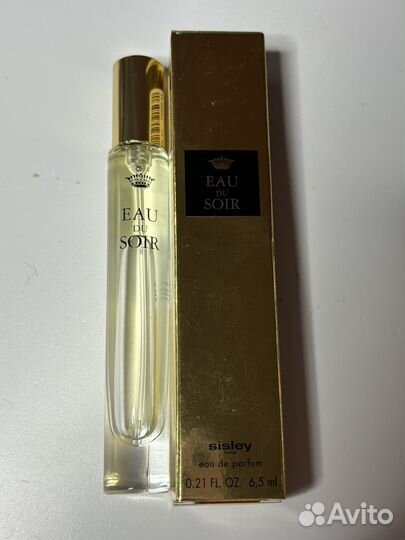 EAU
DU
SOIR
EAU
DU
SOIR
sisley
eau de parfum
0.21 FL. OZ. 6,5 ml
Avito